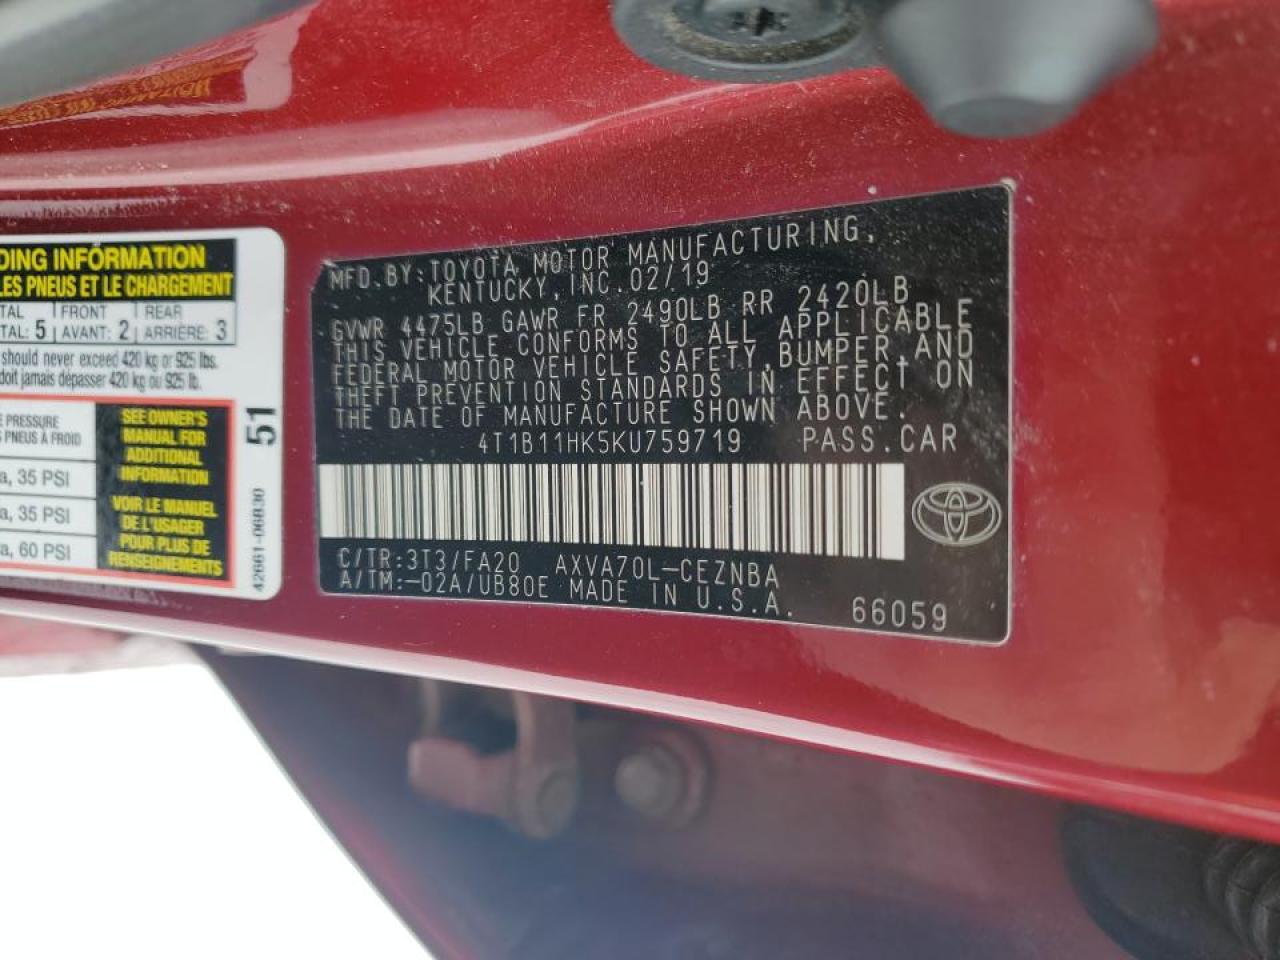 DING INFORMATION
LES PNEUS ET LE CHARGEMENT
TAL FRONT REAR
TAL: 5 AVANT: 2 ARRIÈRE: 3
should never exceed 420 kg or 925 lbs.
doit jamais dépasser 420 kg ou 925 lb.
E PRESSURE
S PNEUS À FROID
a, 35 PSI
a, 35 PSI
a, 60 PSI
SEE OWNER'S
MANUAL FOR
ADDITIONAL
INFORMATION
VOIR LE MANUEL
DE L'USAGER
POUR PLUS DE
RENSEIGNEMENTS
51
42661-06830
MFD. BY: TOYOTA MOTOR MANUFACTURING,
KENTUCKY, INC. 02/19
GVWR 4475LB GAWR FR 2490LB RR 2420LB
THIS VEHICLE CONFORMS TO ALL APPLICABLE
FEDERAL MOTOR VEHICLE SAFETY, BUMPER, AND
THEFT PREVENTION STANDARDS IN EFFECT ON
THE DATE OF MANUFACTURE SHOWN ABOVE.
4T1B11HK5KU759719 PASS. CAR
C/TR: 3T3/FA20 AXVA70L-CEZNBA
A/TM: -02A/UB80E MADE IN U.S.A. 66059